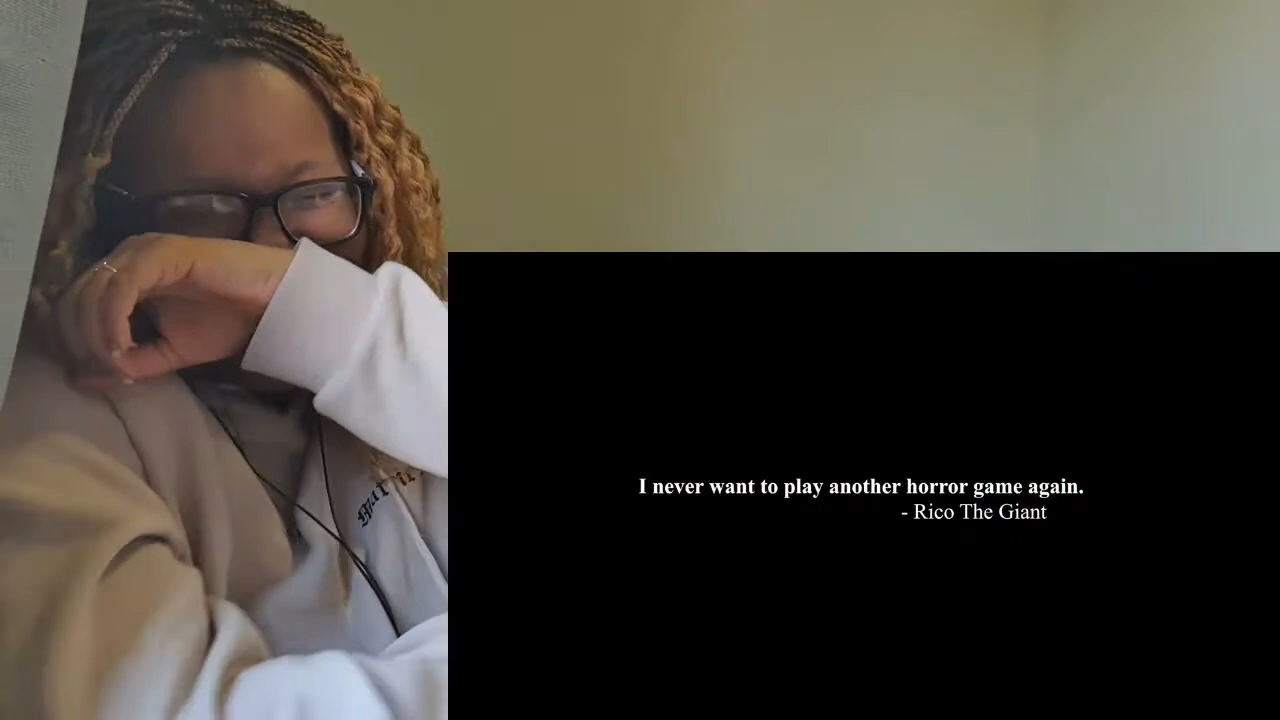 I never want to play another horror game again.
- Rico The Giant